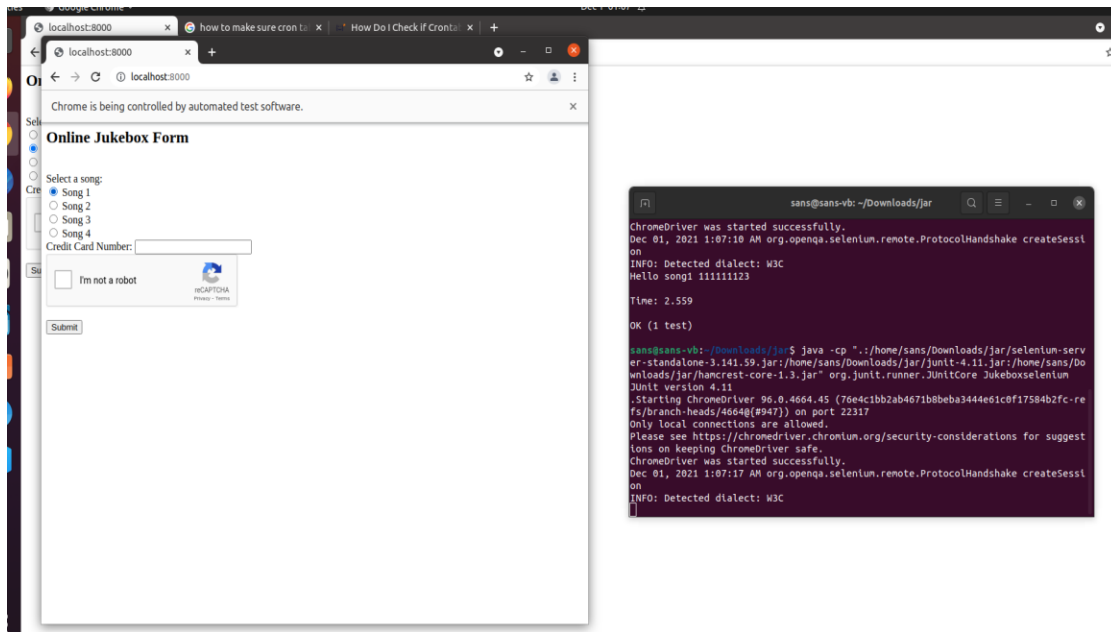 Google Chrome
Dec 1 01:07
localhost:8000
how to make sure cron ta
How Do I Check if Cronta
localhost:8000
localhost:8000
Chrome is being controlled by automated test software.
Online Jukebox Form
Select a song:
Song 1
Song 2
Song 3
Song 4
Credit Card Number:
I'm not a robot
reCAPTCHA
Privacy - Terms
Submit
sans@sans-vb: ~/Downloads/jar
ChromeDriver was started successfully.
Dec 01, 2021 1:07:10 AM org.openqa.selenium.remote.ProtocolHandshake createSessi
on
INFO: Detected dialect: W3C
Hello song1 111111123
Time: 2.559
OK (1 test)
sans@sans-vb:~/Downloads/jar$ java -cp ".:/home/sans/Downloads/jar/selenium-serv
er-standalone-3.141.59.jar:/home/sans/Downloads/jar/junit-4.11.jar:/home/sans/Do
wnloads/jar/hamcrest-core-1.3.jar" org.junit.runner.JUnitCore Jukeboxselenium
JUnit version 4.11
.Starting ChromeDriver 96.0.4664.45 (76e4c1bb2ab4671b8beba3444e61c0f17584b2fc-re
fs/branch-heads/4664@{#947}) on port 22317
Only local connections are allowed.
Please see https://chromedriver.chromium.org/security-considerations for suggest
ions on keeping ChromeDriver safe.
ChromeDriver was started successfully.
Dec 01, 2021 1:07:17 AM org.openqa.selenium.remote.ProtocolHandshake createSessi
on
INFO: Detected dialect: W3C